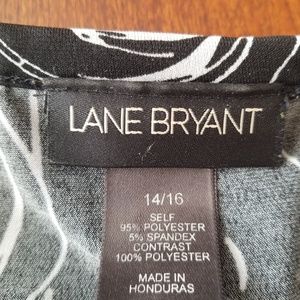 LANE BRYANT
14/16
SELF
95% POLYESTER
5% SPANDEX
CONTRAST
100% POLYESTER
MADE IN
HONDURAS